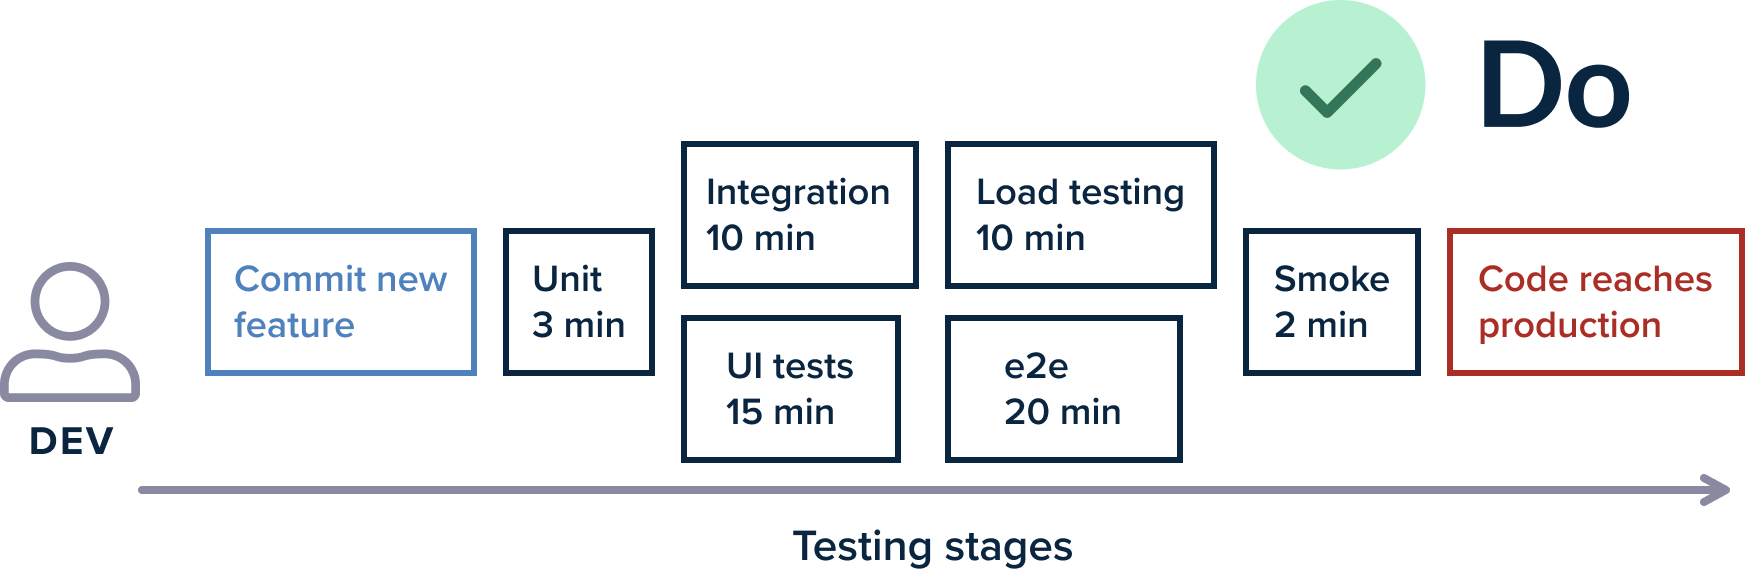 Do
Integration
10 min
Load testing
10 min
Commit new
feature
Unit
3 min
Smoke
2 min
Code reaches
production
UI tests
15 min
e2e
20 min
DEV
Testing stages